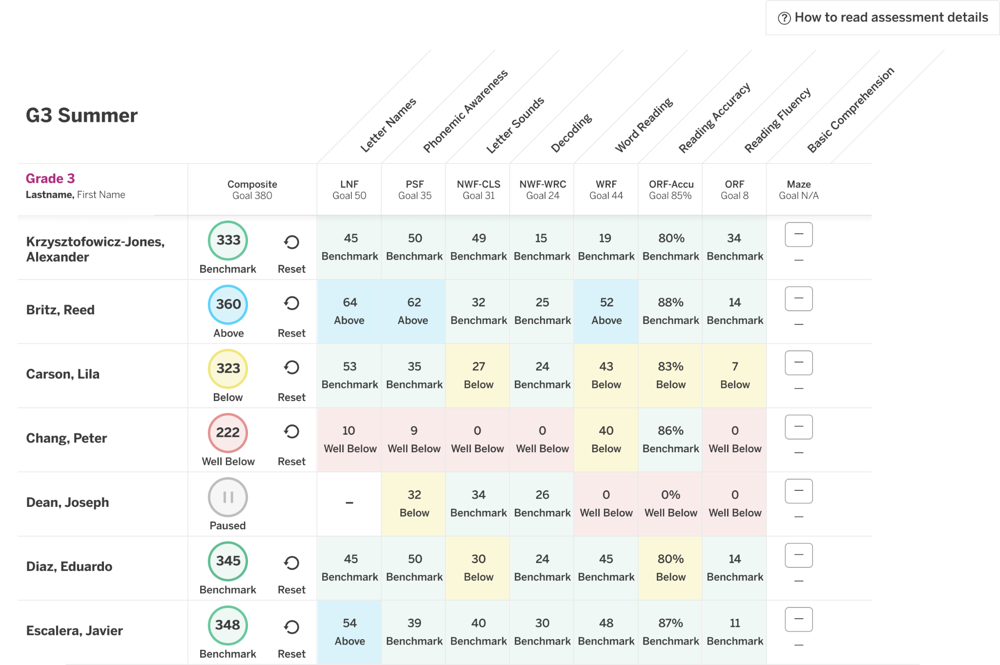 How to read assessment details
G3 Summer
Letter Names
Phonemic Awareness
Letter Sounds
Decoding
Word Reading
Reading Accuracy
Reading Fluency
Basic Comprehension
Grade 3
Lastname, First Name
Composite
Goal 380
LNF
Goal 50
PSF
Goal 35
NWF-CLS
Goal 31
NWF-WRC
Goal 24
WRF
Goal 44
ORF-Accu
Goal 85%
ORF
Goal 8
Maze
Goal N/A
Krzysztofowicz-Jones,
Alexander
333
Benchmark
Reset
45
Benchmark
50
Benchmark
49
Benchmark
15
Benchmark
19
Benchmark
80%
Benchmark
34
Benchmark
—
—
Britz, Reed
360
Above
Reset
64
Above
62
Above
32
Benchmark
25
Benchmark
52
Above
88%
Benchmark
14
Benchmark
—
—
Carson, Lila
323
Below
Reset
53
Benchmark
35
Benchmark
27
Below
24
Benchmark
43
Below
83%
Below
7
Below
—
—
Chang, Peter
222
Well Below
Reset
10
Well Below
9
Well Below
0
Well Below
0
Well Below
40
Below
86%
Benchmark
0
Well Below
—
—
Dean, Joseph
Paused
–
32
Below
34
Benchmark
26
Benchmark
0
Well Below
0%
Well Below
0
Well Below
—
—
Diaz, Eduardo
345
Benchmark
Reset
45
Benchmark
50
Benchmark
30
Below
24
Benchmark
45
Benchmark
80%
Below
14
Benchmark
—
—
Escalera, Javier
348
Benchmark
Reset
54
Above
39
Benchmark
40
Benchmark
30
Benchmark
48
Benchmark
87%
Benchmark
11
Benchmark
—
—